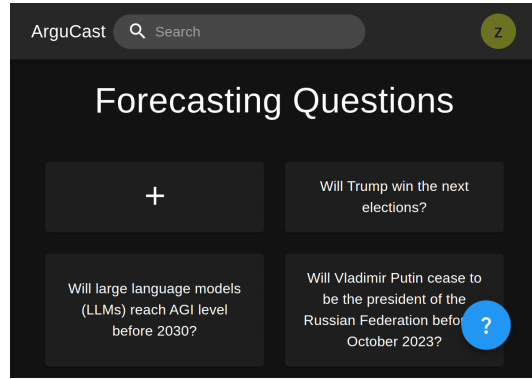 ArguCast
Search
Z
Forecasting Questions
+
Will Trump win the next
elections?
Will large language models
(LLMs) reach AGI level
before 2030?
Will Vladimir Putin cease to
be the president of the
Russian Federation befor
October 2023?
?